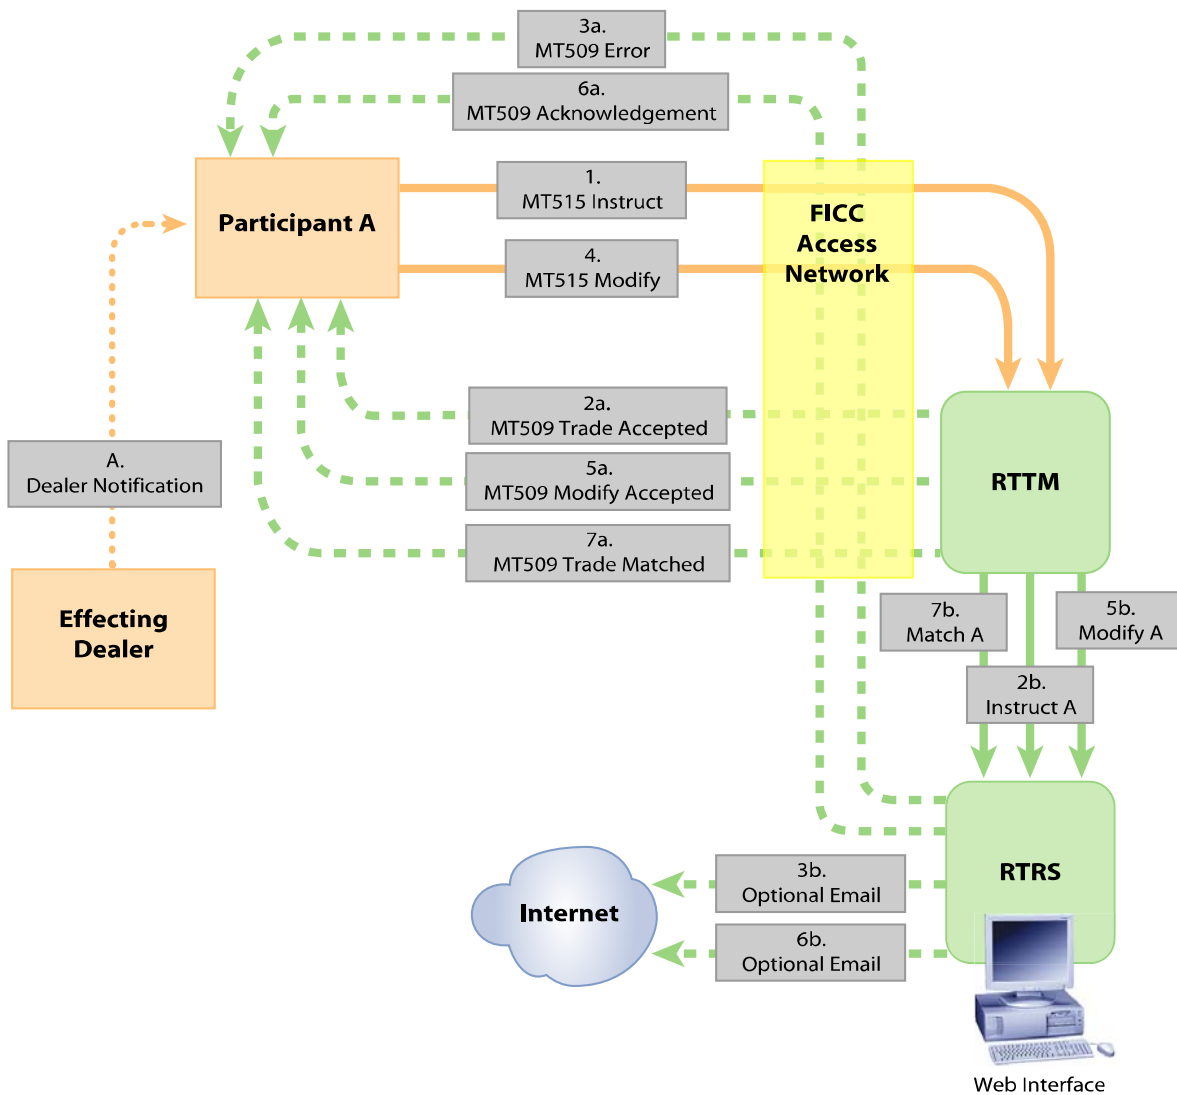 3a.
MT509 Error
6a.
MT509 Acknowledgement
1.
MT515 Instruct
Participant A
FICC
Access
Network
4.
MT515 Modify
2a.
MT509 Trade Accepted
A.
Dealer Notification
5a.
MT509 Modify Accepted
RTTM
7a.
MT509 Trade Matched
Effecting
Dealer
7b.
Match A
5b.
Modify A
2b.
Instruct A
3b.
Optional Email
RTRS
Internet
6b.
Optional Email
Web Interface